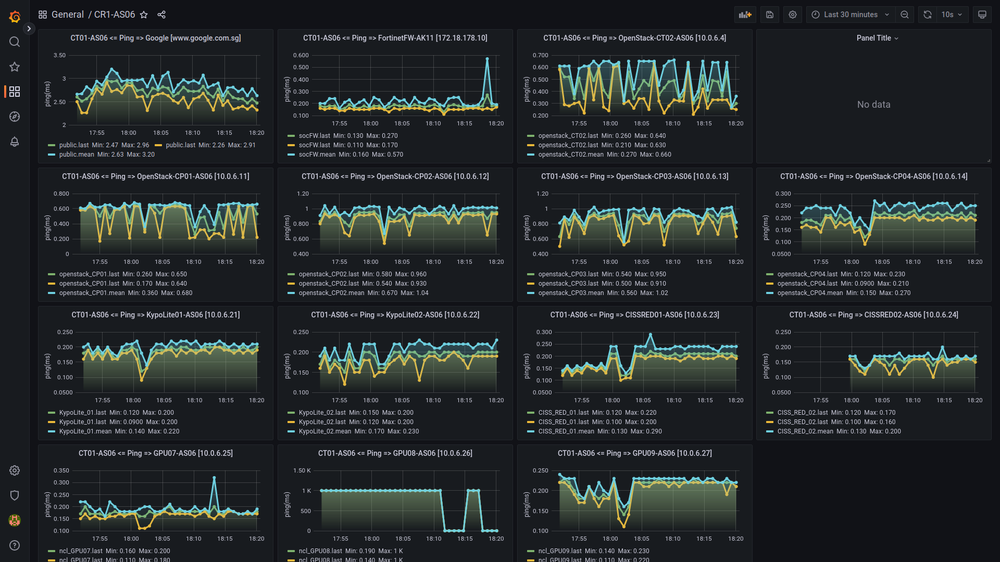 General / CR1-AS06
Last 30 minutes
10s
CT01-AS06 <= Ping => Google [www.google.com.sg]
3.50
3
2.50
2
ping(ms)
17:55 18:00 18:05 18:10 18:15 18:20
public.last Min: 2.47 Max: 2.96 public.last Min: 2.26 Max: 2.91
public.mean Min: 2.63 Max: 3.20
CT01-AS06 <= Ping => FortinetFW-AK11 [172.18.178.10]
0.600
0.500
0.400
0.300
0.200
0.100
ping(ms)
17:55 18:00 18:05 18:10 18:15 18:20
socFW.last Min: 0.130 Max: 0.270
socFW.last Min: 0.110 Max: 0.170
socFW.mean Min: 0.160 Max: 0.570
CT01-AS06 <= Ping => OpenStack-CT02-AS06 [10.0.6.4]
0.700
0.600
0.500
0.400
0.300
0.200
ping(ms)
17:55 18:00 18:05 18:10 18:15 18:20
openstack_CT02.last Min: 0.260 Max: 0.640
openstack_CT02.last Min: 0.210 Max: 0.630
openstack_CT02.mean Min: 0.270 Max: 0.660
Panel Title
No data
CT01-AS06 <= Ping => OpenStack-CP01-AS06 [10.0.6.11]
0.800
0.600
0.400
0.200
0
ping(ms)
17:55 18:00 18:05 18:10 18:15 18:20
openstack_CP01.last Min: 0.260 Max: 0.650
openstack_CP01.last Min: 0.170 Max: 0.640
openstack_CP01.mean Min: 0.360 Max: 0.680
CT01-AS06 <= Ping => OpenStack-CP02-AS06 [10.0.6.12]
1.20
1
0.800
0.600
0.400
ping(ms)
17:55 18:00 18:05 18:10 18:15 18:20
openstack_CP02.last Min: 0.580 Max: 0.960
openstack_CP02.last Min: 0.540 Max: 0.930
openstack_CP02.mean Min: 0.670 Max: 1.04
CT01-AS06 <= Ping => OpenStack-CP03-AS06 [10.0.6.13]
1.20
1
0.800
0.600
0.400
ping(ms)
17:55 18:00 18:05 18:10 18:15 18:20
openstack_CP03.last Min: 0.540 Max: 0.950
openstack_CP03.last Min: 0.500 Max: 0.910
openstack_CP03.mean Min: 0.560 Max: 1.02
CT01-AS06 <= Ping => OpenStack-CP04-AS06 [10.0.6.14]
0.300
0.250
0.200
0.150
0.100
0.0500
ping(ms)
17:55 18:00 18:05 18:10 18:15 18:20
openstack_CP04.last Min: 0.120 Max: 0.230
openstack_CP04.last Min: 0.0900 Max: 0.210
openstack_CP04.mean Min: 0.150 Max: 0.270
CT01-AS06 <= Ping => KypoLite01-AS06 [10.0.6.21]
0.250
0.200
0.150
0.100
0.0500
ping(ms)
17:55 18:00 18:05 18:10 18:15 18:20
KypoLite_01.last Min: 0.120 Max: 0.200
KypoLite_01.last Min: 0.0900 Max: 0.200
KypoLite_01.mean Min: 0.140 Max: 0.220
CT01-AS06 <= Ping => KypoLite02-AS06 [10.0.6.22]
0.250
0.200
0.150
0.100
ping(ms)
17:55 18:00 18:05 18:10 18:15 18:20
KypoLite_02.last Min: 0.150 Max: 0.200
KypoLite_02.last Min: 0.120 Max: 0.200
KypoLite_02.mean Min: 0.170 Max: 0.230
CT01-AS06 <= Ping => CISSRED01-AS06 [10.0.6.23]
0.300
0.250
0.200
0.150
0.100
0.0500
ping(ms)
17:55 18:00 18:05 18:10 18:15 18:20
CISS_RED_01.last Min: 0.120 Max: 0.220
CISS_RED_01.last Min: 0.100 Max: 0.200
CISS_RED_01.mean Min: 0.130 Max: 0.290
CT01-AS06 <= Ping => CISSRED02-AS06 [10.0.6.24]
0.250
0.200
0.150
0.100
0.0500
ping(ms)
17:55 18:00 18:05 18:10 18:15 18:20
CISS_RED_02.last Min: 0.120 Max: 0.170
CISS_RED_02.last Min: 0.100 Max: 0.160
CISS_RED_02.mean Min: 0.130 Max: 0.200
CT01-AS06 <= Ping => GPU07-AS06 [10.0.6.25]
0.350
0.300
0.250
0.200
0.150
0.100
ping(ms)
17:55 18:00 18:05 18:10 18:15 18:20
ncl_GPU07.last Min: 0.160 Max: 0.200
ncl_GPU07.last Min: 0.110 Max: 0.180
CT01-AS06 <= Ping => GPU08-AS06 [10.0.6.26]
1.50 K
1 K
500
0
ping(ms)
17:55 18:00 18:05 18:10 18:15 18:20
ncl_GPU08.last Min: 0.190 Max: 1 K
ncl_GPU08.last Min: 0.140 Max: 1 K
CT01-AS06 <= Ping => GPU09-AS06 [10.0.6.27]
0.250
0.200
0.150
0.100
ping(ms)
17:55 18:00 18:05 18:10 18:15 18:20
ncl_GPU09.last Min: 0.140 Max: 0.230
ncl_GPU09.last Min: 0.110 Max: 0.220